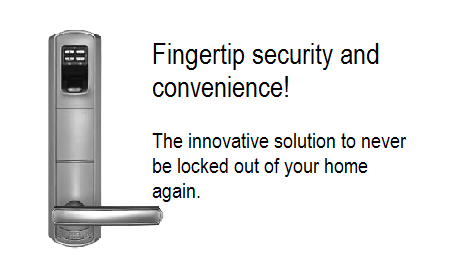 Fingertip security and
convenience!
The innovative solution to never
be locked out of your home
again.